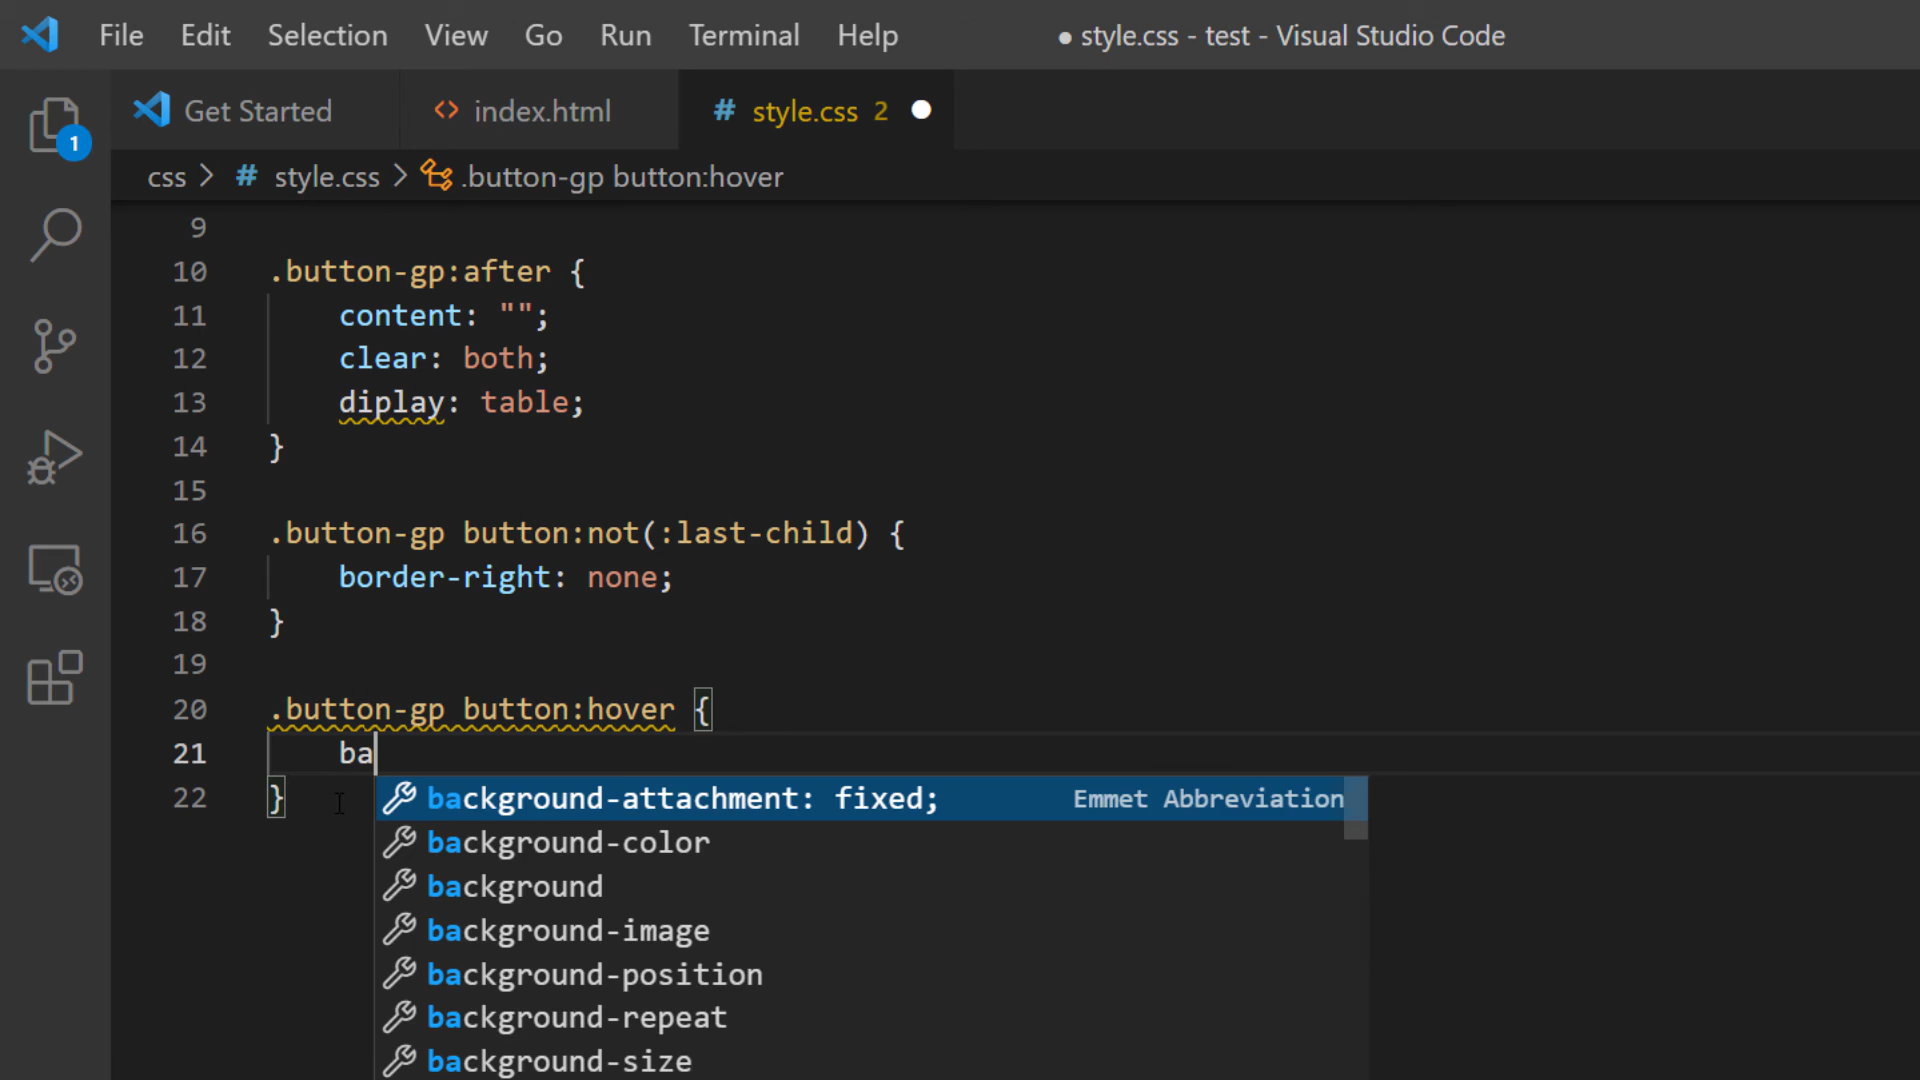 File Edit Selection View Go Run Terminal Help ● style.css - test - Visual Studio Code
Get Started index.html # style.css 2
1
css > # style.css > .button-gp button:hover
9
10 .button-gp:after {
11 content: "";
12 clear: both;
13 diplay: table;
14 }
15
16 .button-gp button:not(:last-child) {
17 border-right: none;
18 }
19
20 .button-gp button:hover {
21 ba
22 }
background-attachment: fixed; Emmet Abbreviation
background-color
background
background-image
background-position
background-repeat
background-size